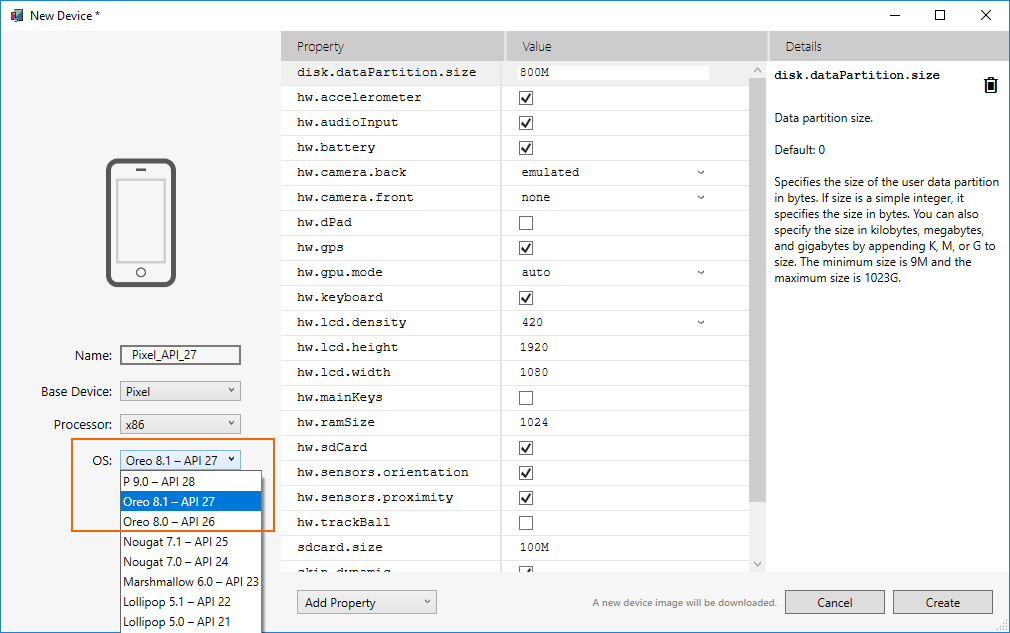 New Device *
Property
Value
Details
disk.dataPartition.size
800M
hw.accelerometer
hw.audioInput
hw.battery
hw.camera.back
emulated
hw.camera.front
none
hw.dPad
hw.gps
hw.gpu.mode
auto
hw.keyboard
hw.lcd.density
420
hw.lcd.height
1920
hw.lcd.width
1080
hw.mainKeys
hw.ramSize
1024
hw.sdCard
hw.sensors.orientation
hw.sensors.proximity
hw.trackBall
sdcard.size
100M
skin.dynamic
disk.dataPartition.size
Data partition size.
Default: 0
Specifies the size of the user data partition
in bytes. If size is a simple integer, it
specifies the size in bytes. You can also
specify the size in kilobytes, megabytes,
and gigabytes by appending K, M, or G to
size. The minimum size is 9M and the
maximum size is 1023G.
Name:
Pixel_API_27
Base Device:
Pixel
Processor:
x86
OS:
Oreo 8.1 – API 27
P 9.0 – API 28
Oreo 8.1 – API 27
Oreo 8.0 – API 26
Nougat 7.1 – API 25
Nougat 7.0 – API 24
Marshmallow 6.0 – API 23
Lollipop 5.1 – API 22
Lollipop 5.0 – API 21
Add Property
A new device image will be downloaded.
Cancel
Create